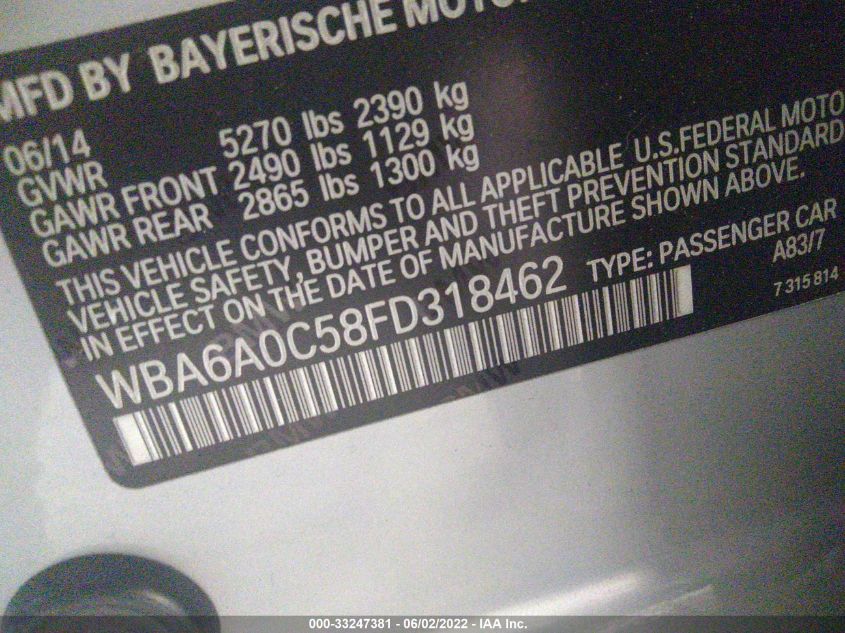 MFD BY BAYERISCHE MOTOR
06/14
GVWR 5270 lbs 2390 kg
GAWR FRONT 2490 lbs 1129 kg
GAWR REAR 2865 lbs 1300 kg
THIS VEHICLE CONFORMS TO ALL APPLICABLE U.S.FEDERAL MOTO
VEHICLE SAFETY, BUMPER AND THEFT PREVENTION STANDARD
IN EFFECT ON THE DATE OF MANUFACTURE SHOWN ABOVE.
WBA6A0C58FD318462 TYPE: PASSENGER CAR
A83/7
7 315 814
000-33247381 - 06/02/2022 - IAA Inc.